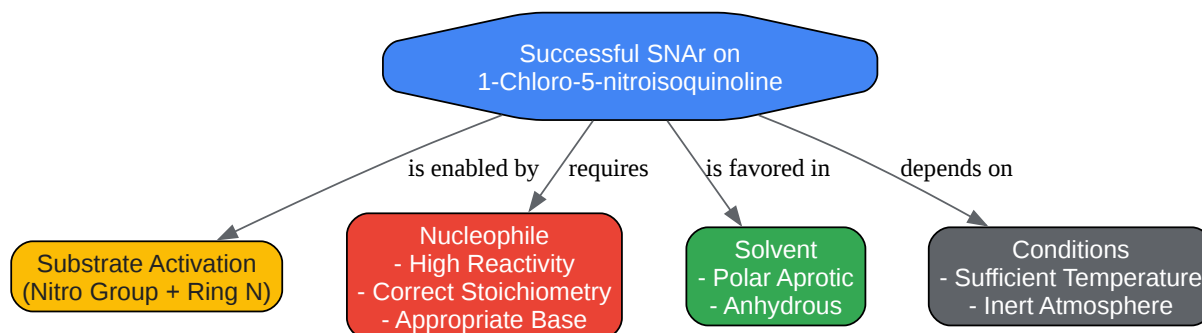 Successful SNAr on
1-Chloro-5-nitroisoquinoline
is enabled by
requires
is favored in
depends on
Substrate Activation
(Nitro Group + Ring N)
Nucleophile
- High Reactivity
- Correct Stoichiometry
- Appropriate Base
Solvent
- Polar Aprotic
- Anhydrous
Conditions
- Sufficient Temperature
- Inert Atmosphere